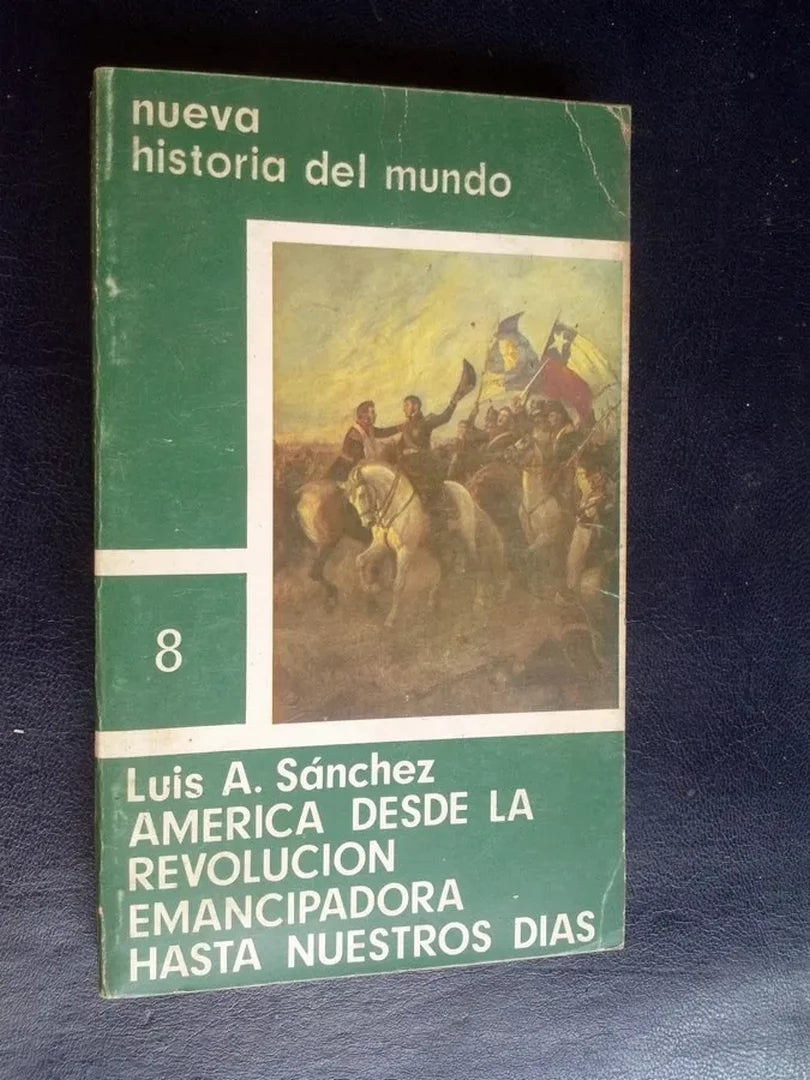 nueva
historia del mundo
8
Luis A. Sánchez
AMERICA DESDE LA
REVOLUCION
EMANCIPADORA
HASTA NUESTROS DIAS